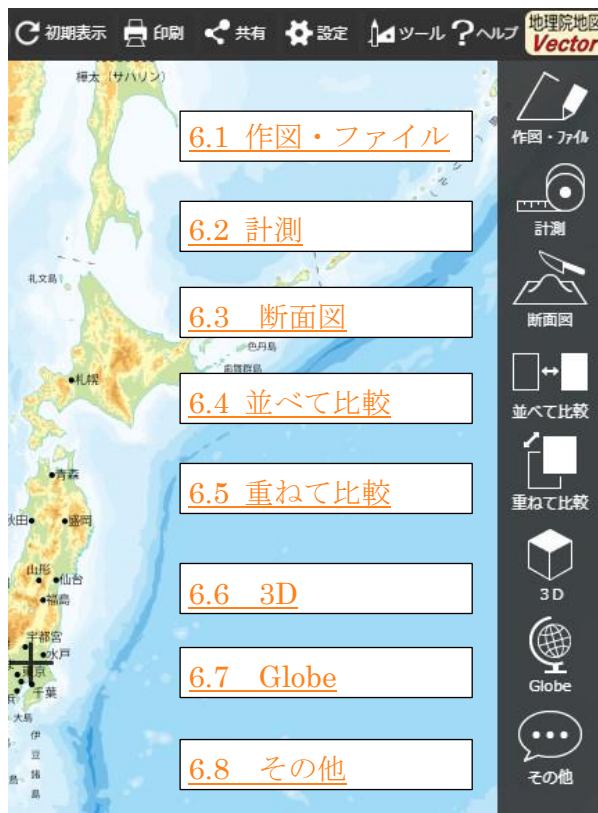 初期表示 印刷 共有 設定 ツール ヘルプ 地理院地図
Vector
樺太 (サハリン)
6.1 作図・ファイル
作図・ファイル
6.2 計測
計測
礼文島
6.3 断面図
断面図
色丹島
歯舞群島
札幌
6.4 並べて比較
並べて比較
青森
6.5 重ねて比較
重ねて比較
秋田
盛岡
山形
仙台
6.6 3D
3D
福島
宇都宮
水戸
東京
6.7 Globe
Globe
千葉
大島
伊
豆
諸
島
6.8 その他
その他